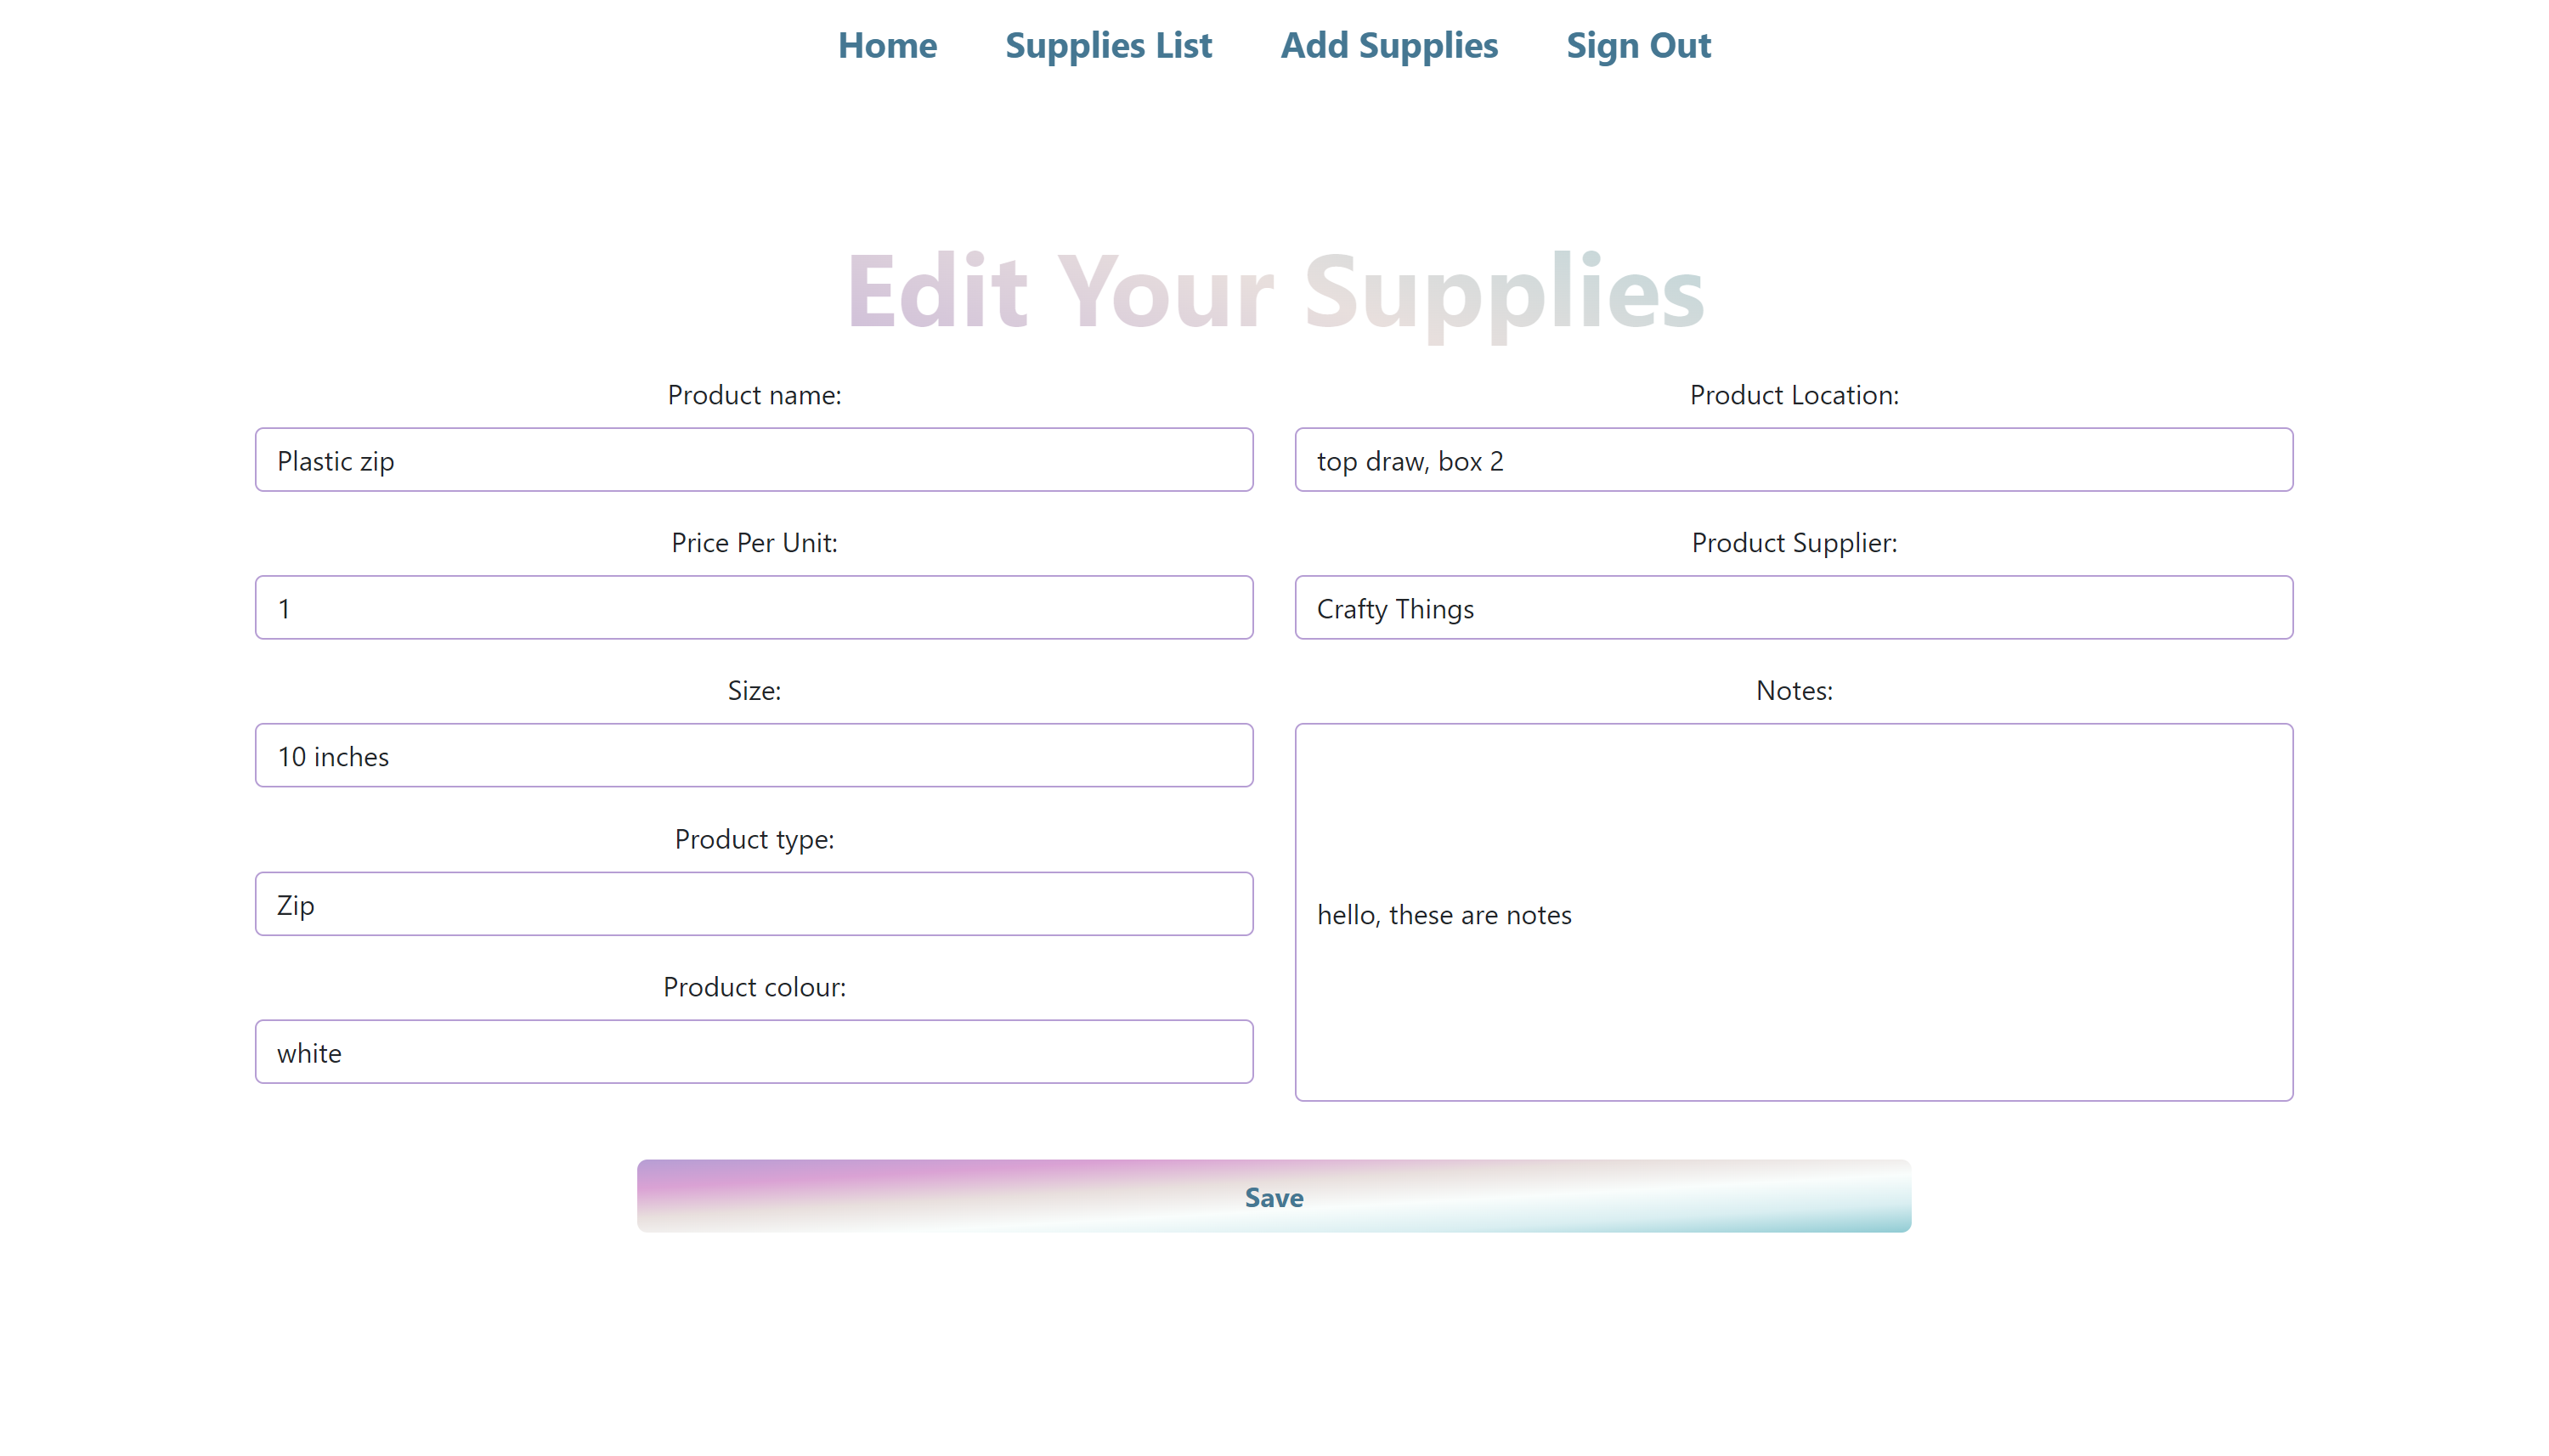 Home Supplies List Add Supplies Sign Out
Edit Your Supplies
Product name:
Plastic zip
Price Per Unit:
1
Size:
10 inches
Product type:
Zip
Product colour:
white
Product Location:
top draw, box 2
Product Supplier:
Crafty Things
Notes:
hello, these are notes
Save